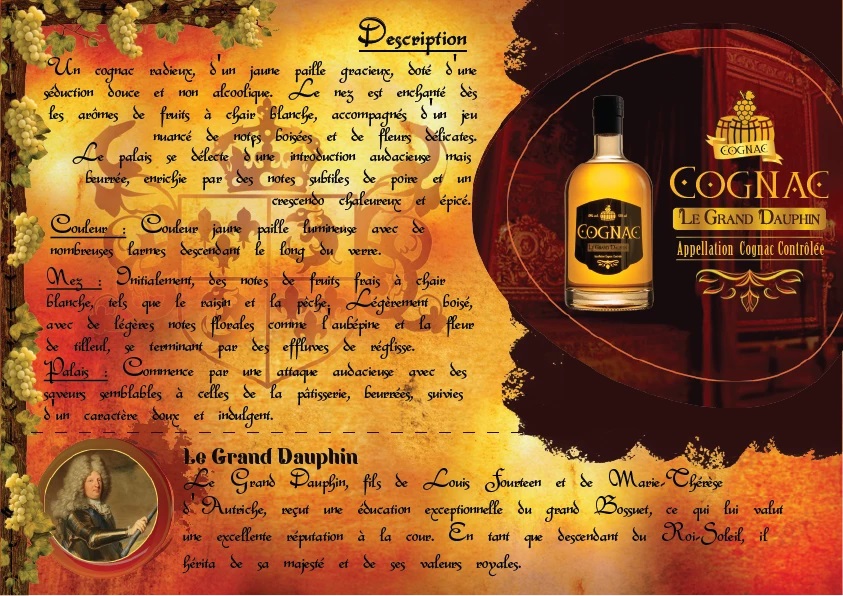 Description
Un cognac radieux, d'un jaune paille gracieux, doté d'une
séduction douce et non alcoolique. Le nez est enchanté dès
les arômes de fruits à chair blanche, accompagnés d'un jeu
nuancé de notes boisées et de fleurs délicates.
Le palais se délecte d'une introduction audacieuse mais
beurrée, enrichie par des notes subtiles de poire et un
crescendo chaleureux et épicé.
Couleur : Couleur jaune paille lumineuse avec de
nombreuses larmes descendant le long du verre.
Nez : Initialement, des notes de fruits frais à chair
blanche, tels que le raisin et la pêche. Légèrement boisé,
avec de légères notes florales comme l'aubépine et la fleur
de tilleul, se terminant par des effluves de réglisse.
Palais : Commence par une attaque audacieuse avec des
saveurs semblables à celles de la pâtisserie, beurrées, suivies
d'un caractère doux et indulgent.
COGNAC
COGNAC
LE GRAND DAUPHIN
Appellation Cognac Contrôlée
COGNAC
LE GRAND DAUPHIN
Le Grand Dauphin
Le Grand Dauphin, fils de Louis Fourteen et de Marie-Thérèse
d'Autriche, reçut une éducation exceptionnelle du grand Bossuet, ce qui lui valut
une excellente réputation à la cour. En tant que descendant du Roi-Soleil, il
hérita de sa majesté et de ses valeurs royales.